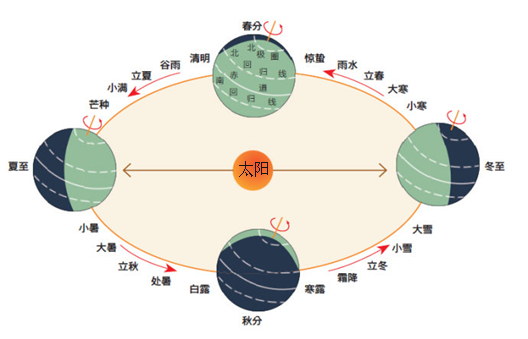 春分
清明
惊蛰
谷雨
雨水
立夏
立春
小满
大寒
芒种
小寒
北北极圈
南赤回归线
回归道线
太阳
夏至
冬至
小暑
大雪
大暑
小雪
立秋
立冬
处暑
霜降
白露
寒露
秋分